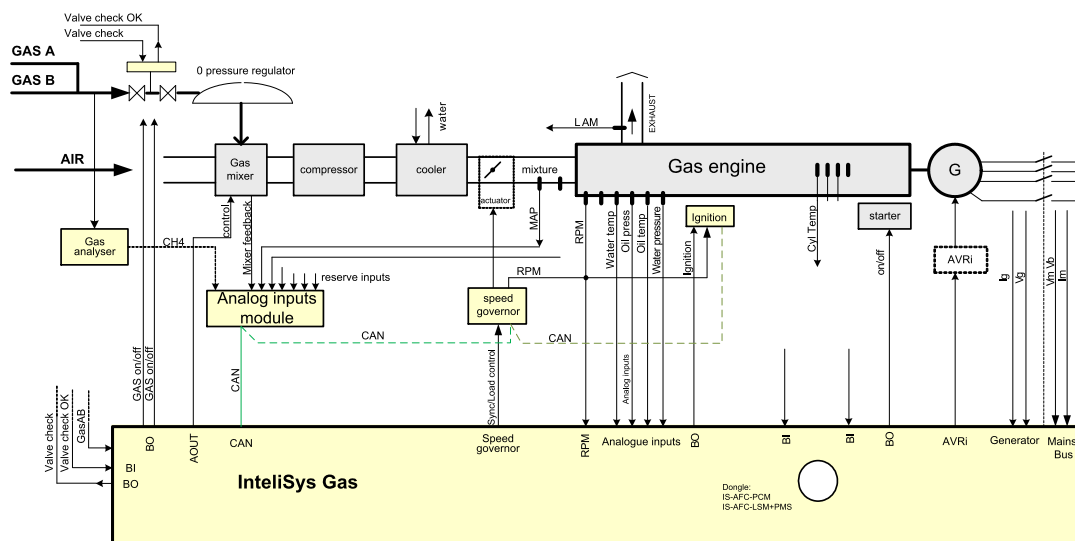 Valve check OK
Valve check
GAS A
GAS B
0 pressure regulator
AIR
Gas
mixer
compressor
cooler
water
actuator
mixture
LAM
EXHAUST
Gas engine
G
Gas
analyser
CH4
control
Mixer feedback
MAP
RPM
Water temp
Oil press
Oil temp
Water pressure
Ignition
Ignition
Cyl Temp
starter
on/off
AVRi
Ig
Vg
Vm Vb
Im
reserve inputs
Analog inputs
module
RPM
speed
governor
CAN
CAN
CAN
GAS on/off
GAS on/off
Sync/Load control
Analog inputs
Valve check
Valve check OK
GasAB
BI
BO
BO
AOUT
CAN
Speed
governor
RPM
Analogue inputs
BO
BI
BI
BO
AVRi
Generator
Mains
Bus
InteliSys Gas
Dongle:
IS-AFC-PCM
IS-AFC-LSM+PMS